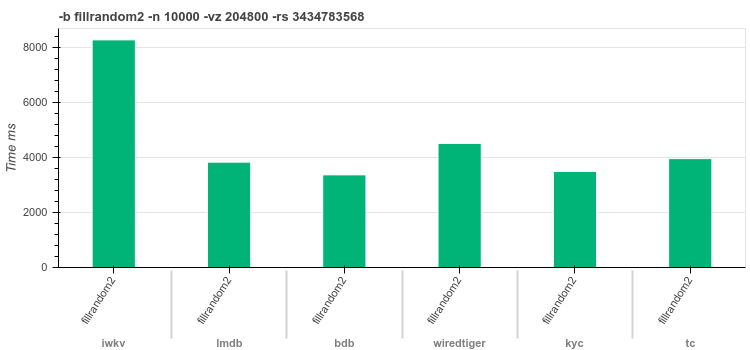 -b fillrandom2 -n 10000 -vz 204800 -rs 3434783568
8000
6000
4000
2000
0
Time ms
fillrandom2 fillrandom2 fillrandom2 fillrandom2 fillrandom2 fillrandom2
iwkv lmdb bdb wiredtiger kyc tc